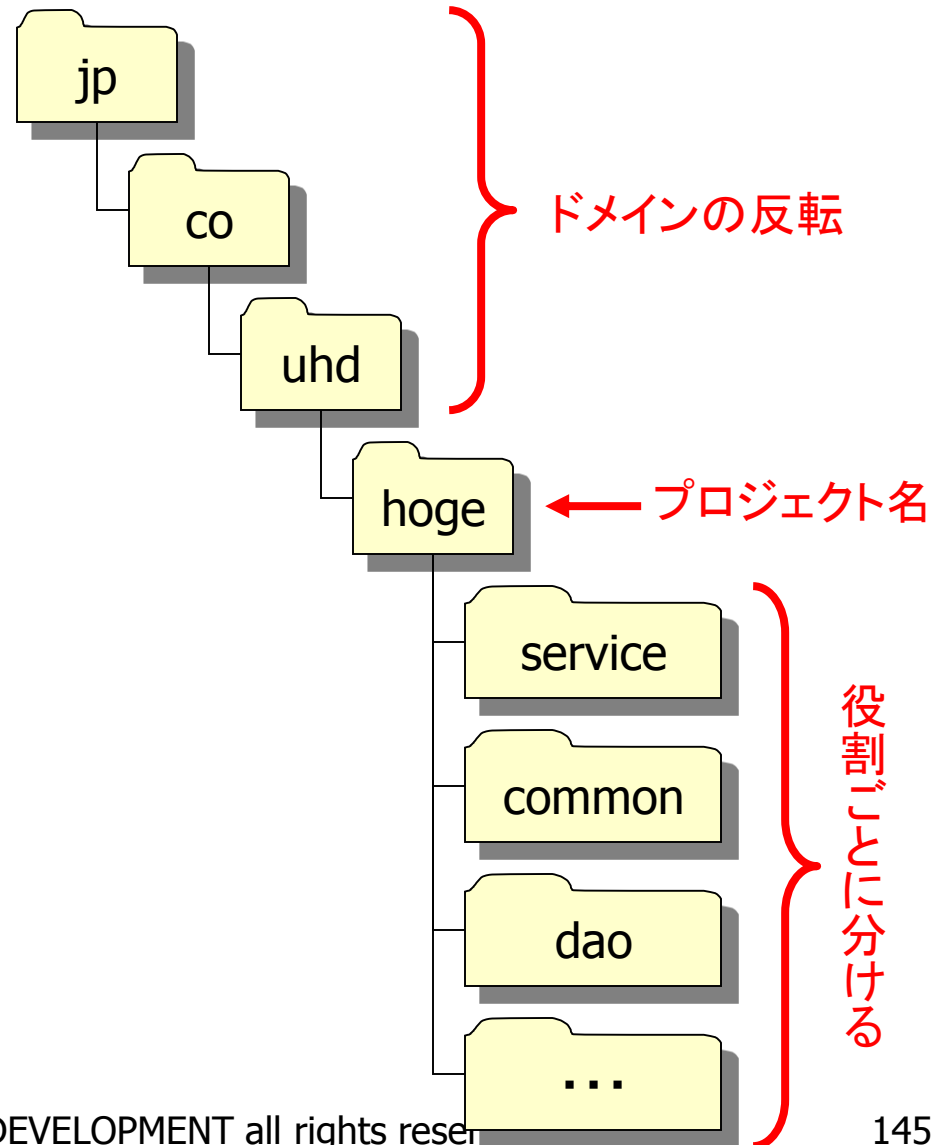 jp
co
ドメインの反転
uhd
hoge
プロジェクト名
service
common
dao
...
役割ごとに分ける
DEVELOPMENT all rights reser
145